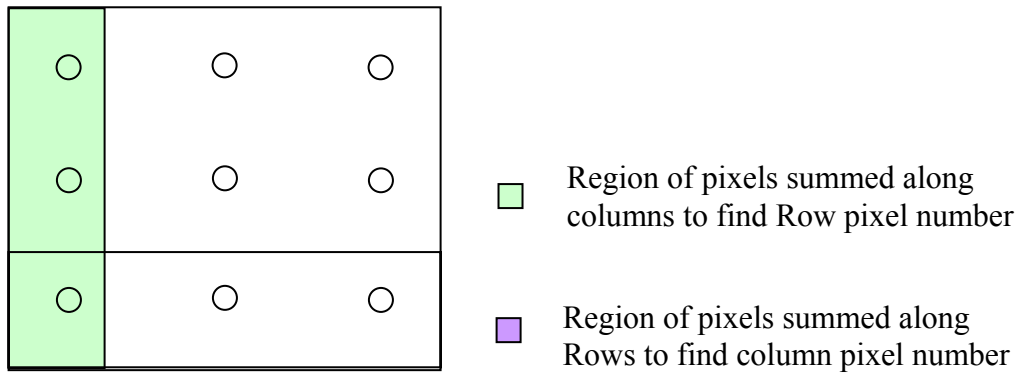 Region of pixels summed along
columns to find Row pixel number
Region of pixels summed along
Rows to find column pixel number